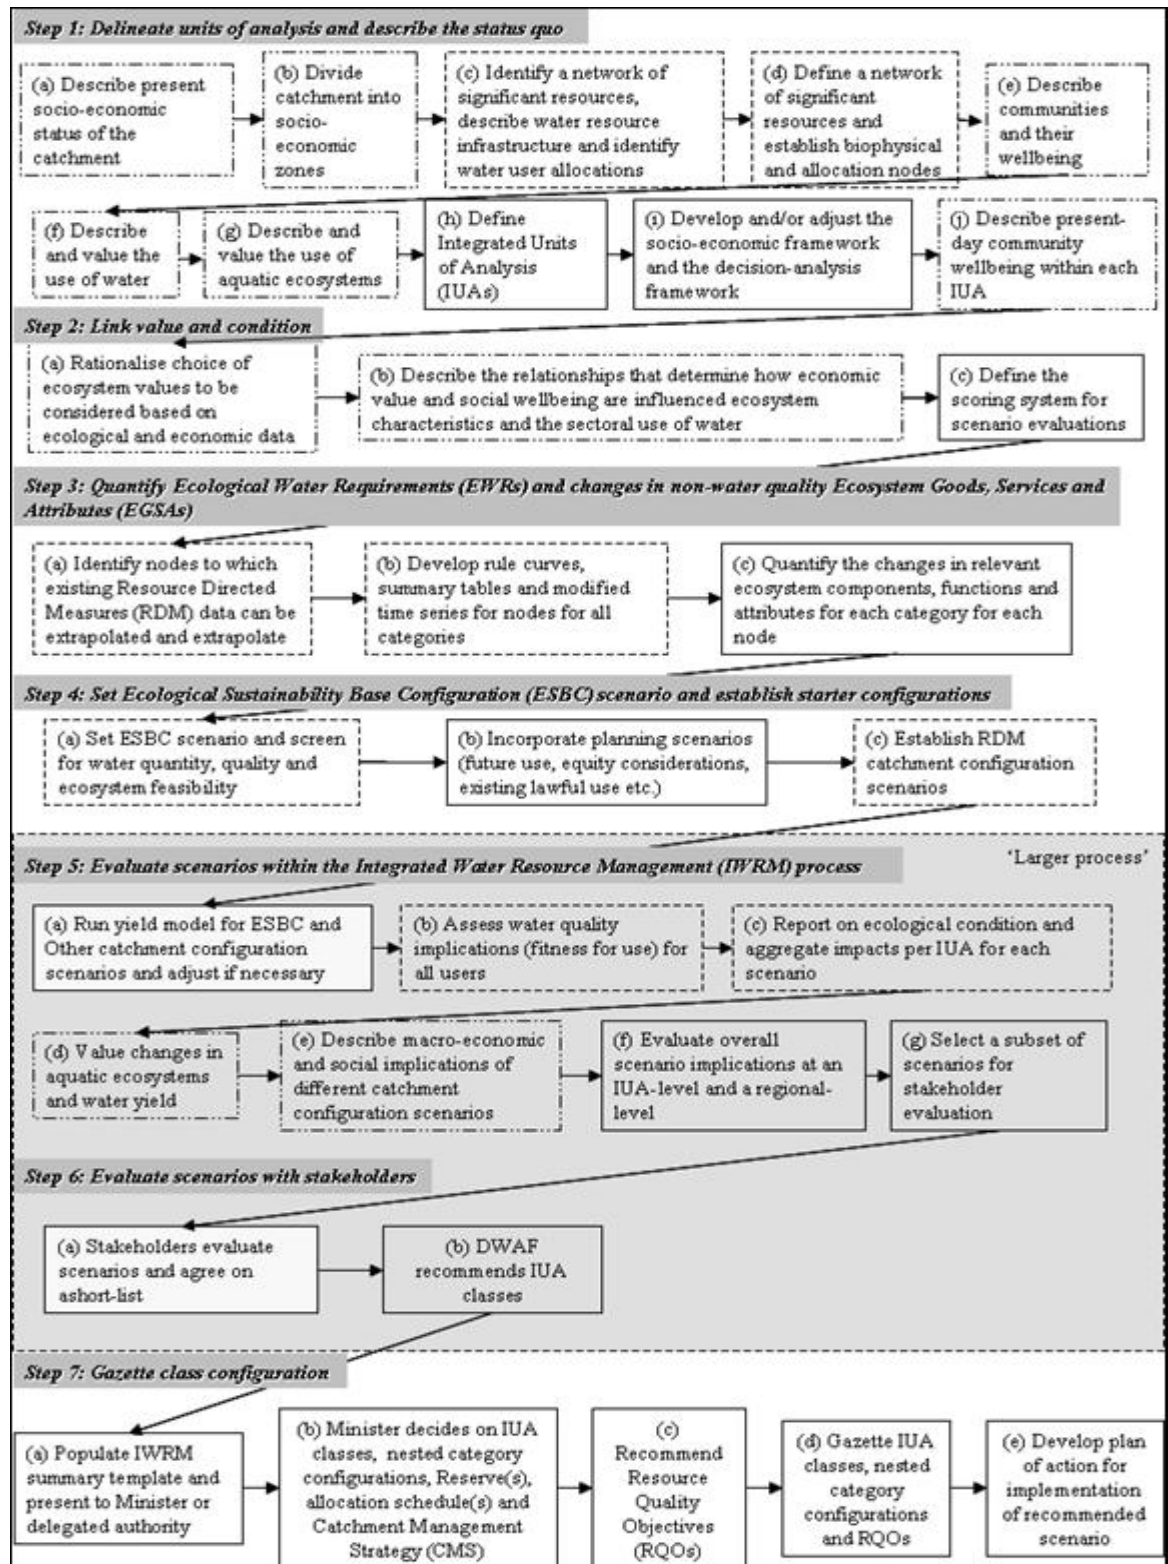 Step 1: Delineate units of analysis and describe the status quo
(a) Describe present
socio-economic
status of the
catchment
(b) Divide
catchment into
socio-
economic
zones
(c) Identify a network of
significant resources,
describe water resource
infrastructure and identify
water user allocations
(d) Define a network
of significant
resources and
establish biophysical
and allocation nodes
(e) Describe
communities
and their
wellbeing
(f) Describe
and value the
use of water
(g) Describe and
value the use of
aquatic ecosystems
(h) Define
Integrated Units
of Analysis
(IUAs)
(i) Develop and/or adjust the
socio-economic framework
and the decision-analysis
framework
(j) Describe present-
day community
wellbeing within each
IUA
Step 2: Link value and condition
(a) Rationalise choice of
ecosystem values to be
considered based on
ecological and economic data
(b) Describe the relationships that determine how economic
value and social wellbeing are influenced ecosystem
characteristics and the sectoral use of water
(c) Define the
scoring system for
scenario evaluations
Step 3: Quantify Ecological Water Requirements (EWRs) and changes in non-water quality Ecosystem Goods, Services and
Attributes (EGSAs)
(a) Identify nodes to which
existing Resource Directed
Measures (RDM) data can be
extrapolated and extrapolate
(b) Develop rule curves,
summary tables and modified
time series for nodes for all
categories
(c) Quantify the changes in relevant
ecosystem components, functions and
attributes for each category for each
node
Step 4: Set Ecological Sustainability Base Configuration (ESBC) scenario and establish starter configurations
(a) Set ESBC scenario and screen
for water quantity, quality and
ecosystem feasibility
(b) Incorporate planning scenarios
(future use, equity considerations,
existing lawful use etc.)
(c) Establish RDM
catchment configuration
scenarios
'Larger process'
Step 5: Evaluate scenarios within the Integrated Water Resource Management (IWRM) process
(a) Run yield model for ESBC and
Other catchment configuration
scenarios and adjust if necessary
(b) Assess water quality
implications (fitness for use) for
all users
(c) Report on ecological condition and
aggregate impacts per IUA for each
scenario
(d) Value changes in
aquatic ecosystems
and water yield
(e) Describe macro-economic
and social implications of
different catchment
configuration scenarios
(f) Evaluate overall
scenario implications at an
IUA-level and a regional-
level
(g) Select a subset of
scenarios for
stakeholder
evaluation
Step 6: Evaluate scenarios with stakeholders
(a) Stakeholders evaluate
scenarios and agree on
ashort-list
(b) DWAF
recommends IUA
classes
Step 7: Gazette class configuration
(a) Populate IWRM
summary template and
present to Minister or
delegated authority
(b) Minister decides on IUA
classes, nested category
configurations, Reserve(s),
allocation schedule(s) and
Catchment Management
Strategy (CMS)
(c)
Recommend
Resource
Quality
Objectives
(RQOs)
(d) Gazette IUA
classes, nested
category
configurations
and RQOs
(e) Develop plan
of action for
implementation
of recommended
scenario